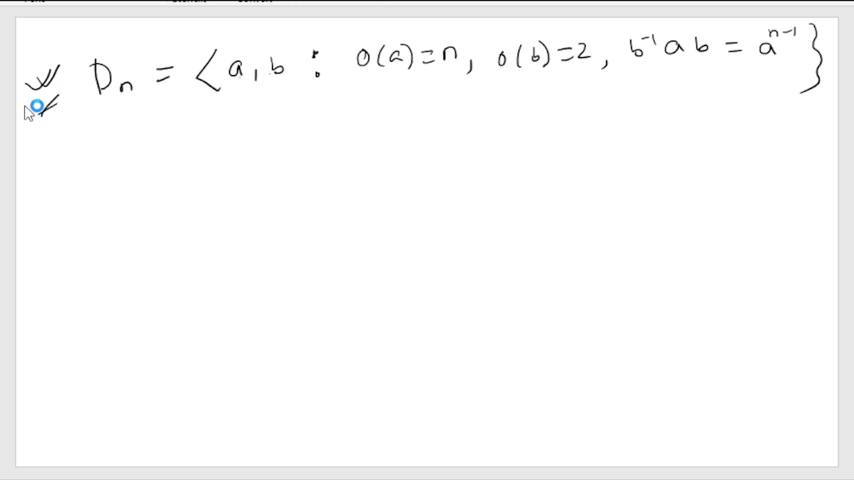 Dₙ = ⟨a, b : o(a)=n, o(b)=2, b⁻¹ab = aⁿ⁻¹}